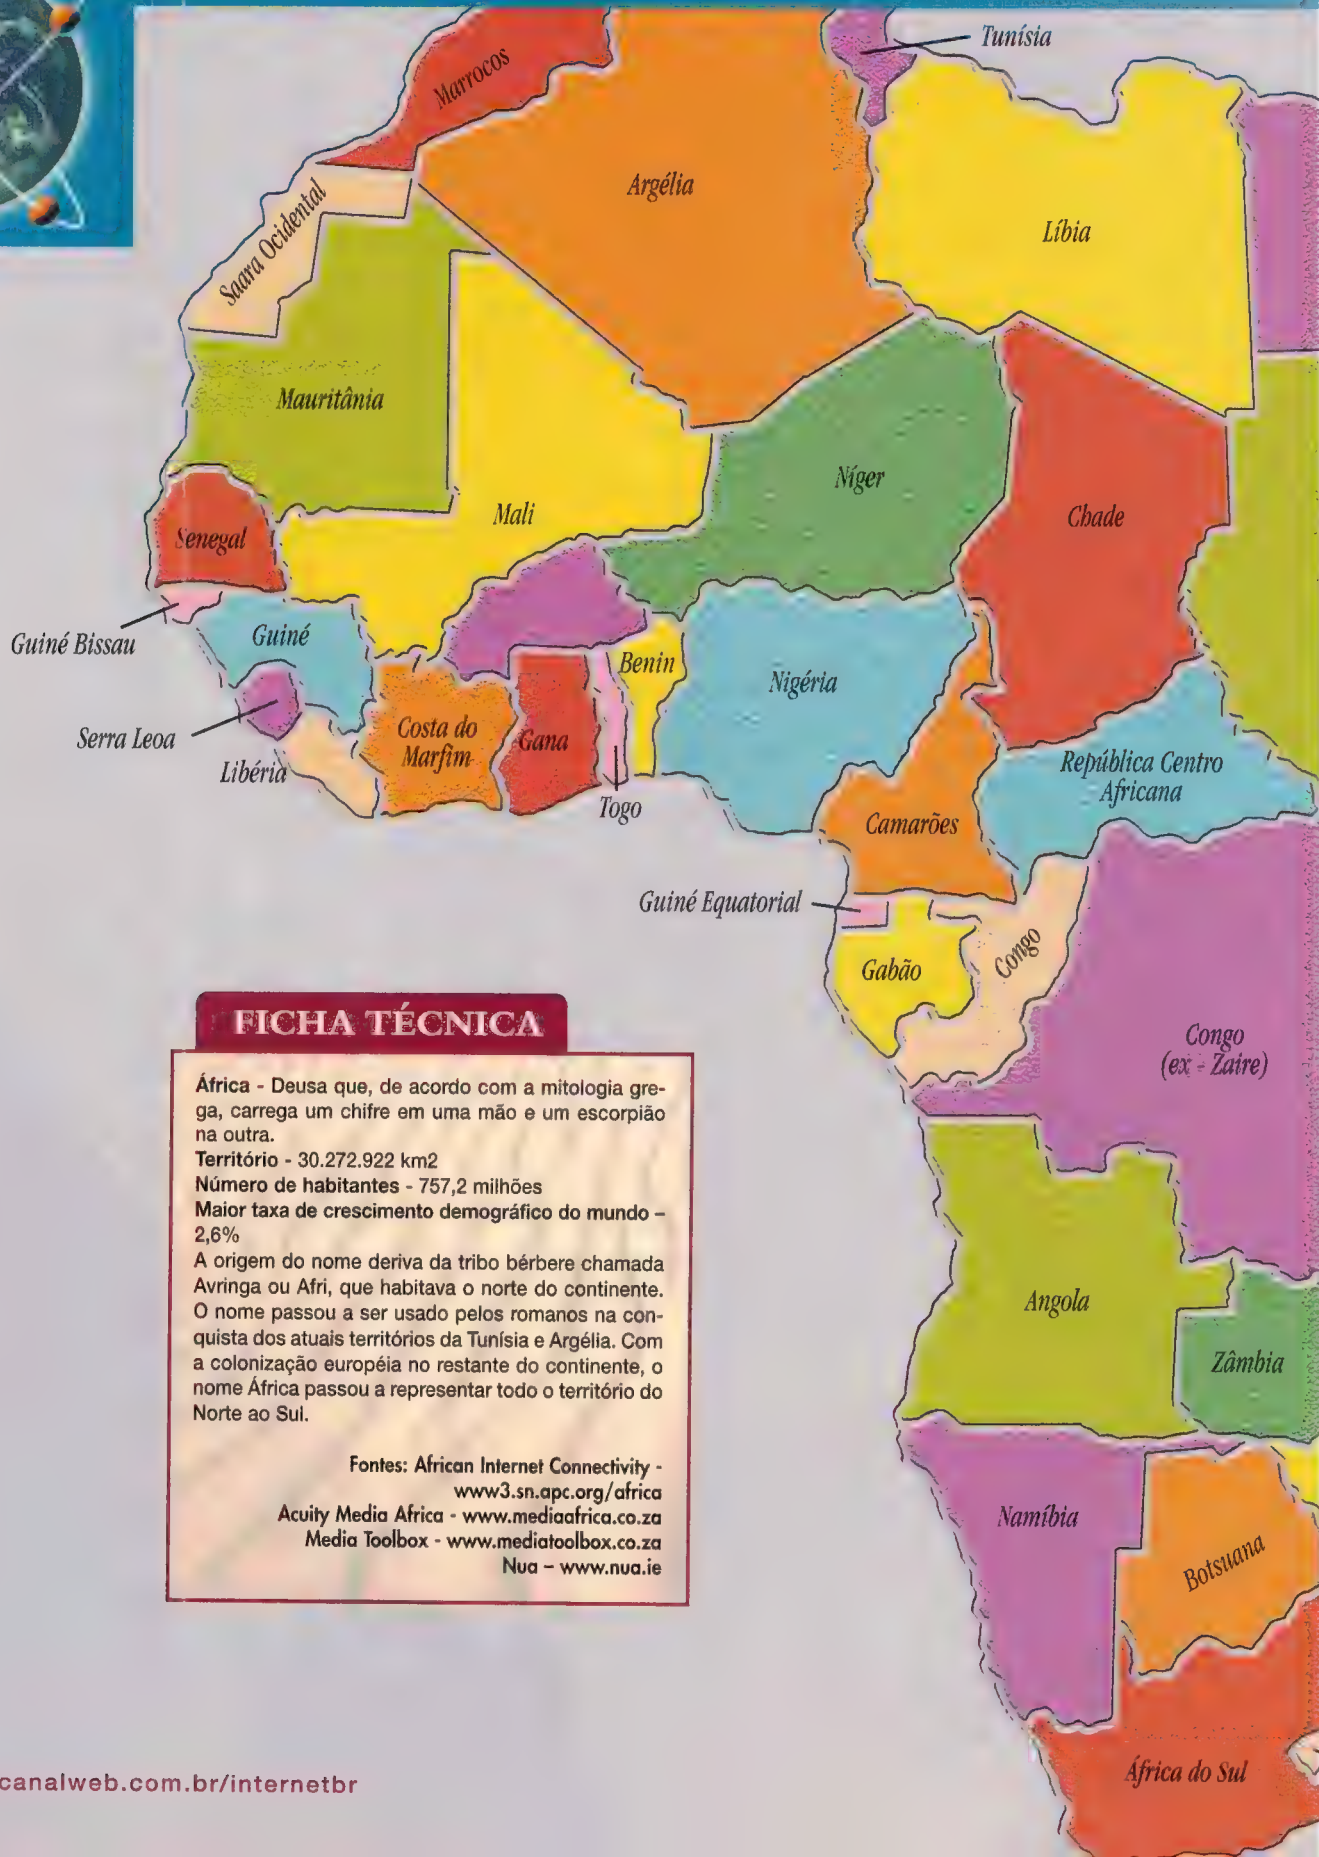 Tunísia
Marrocos
Argélia
Líbia
Saara Ocidental
Mauritânia
Níger
Mali
Chade
Senegal
Guiné Bissau
Guiné
Benin
Nigéria
Serra Leoa
Costa do
Marfim
Gana
Libéria
República Centro
Africana
Togo
Camarões
Guiné Equatorial
Congo
Gabão
Congo
(ex - Zaire)
FICHA TÉCNICA
África - Deusa que, de acordo com a mitologia gre-
ga, carrega um chifre em uma mão e um escorpião
na outra.
Território - 30.272.922 km2
Número de habitantes - 757,2 milhões
Maior taxa de crescimento demográfico do mundo –
2,6%
A origem do nome deriva da tribo bérbere chamada
Avringa ou Afri, que habitava o norte do continente.
O nome passou a ser usado pelos romanos na con-
quista dos atuais territórios da Tunísia e Argélia. Com
a colonização européia no restante do continente, o
nome África passou a representar todo o território do
Norte ao Sul.
Fontes: African Internet Connectivity -
www3.sn.apc.org/africa
Acuity Media Africa - www.mediaafrica.co.za
Media Toolbox - www.mediatoolbox.co.za
Nua – www.nua.ie
Angola
Zâmbia
Namíbia
Botsuana
África do Sul
canalweb.com.br/internetbr